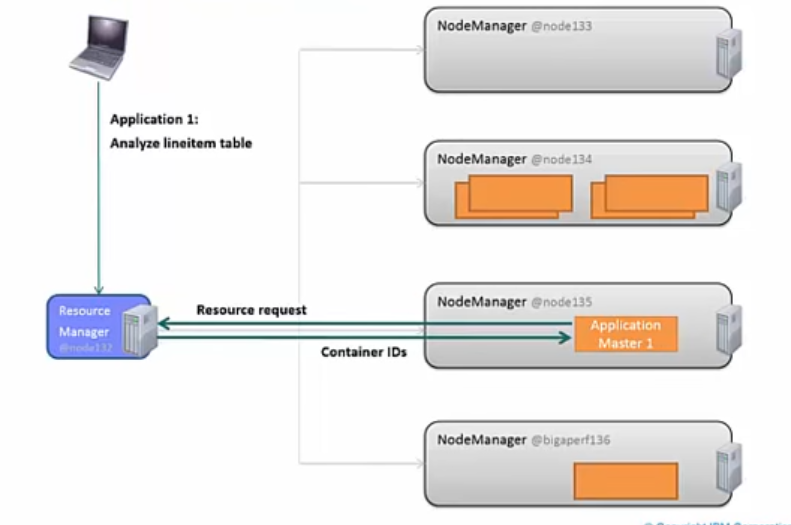 NodeManager @node133
Application 1:
Analyze lineitem table
NodeManager @node134
NodeManager @node135
Resource
Manager
@node132
Resource request
Application
Master 1
Container IDs
NodeManager @bigaperf136